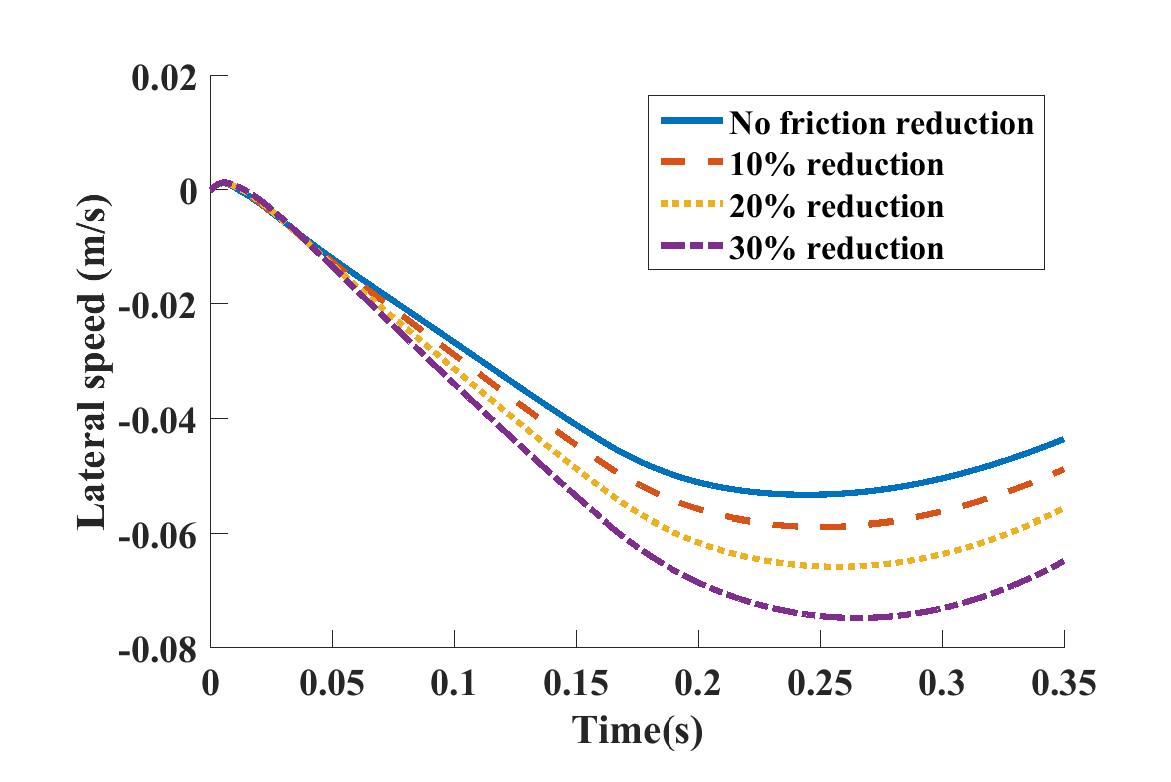 0.02
0
-0.02
-0.04
-0.06
-0.08
Lateral speed (m/s)
No friction reduction
10% reduction
20% reduction
30% reduction
0 0.05 0.1 0.15 0.2 0.25 0.3 0.35
Time(s)